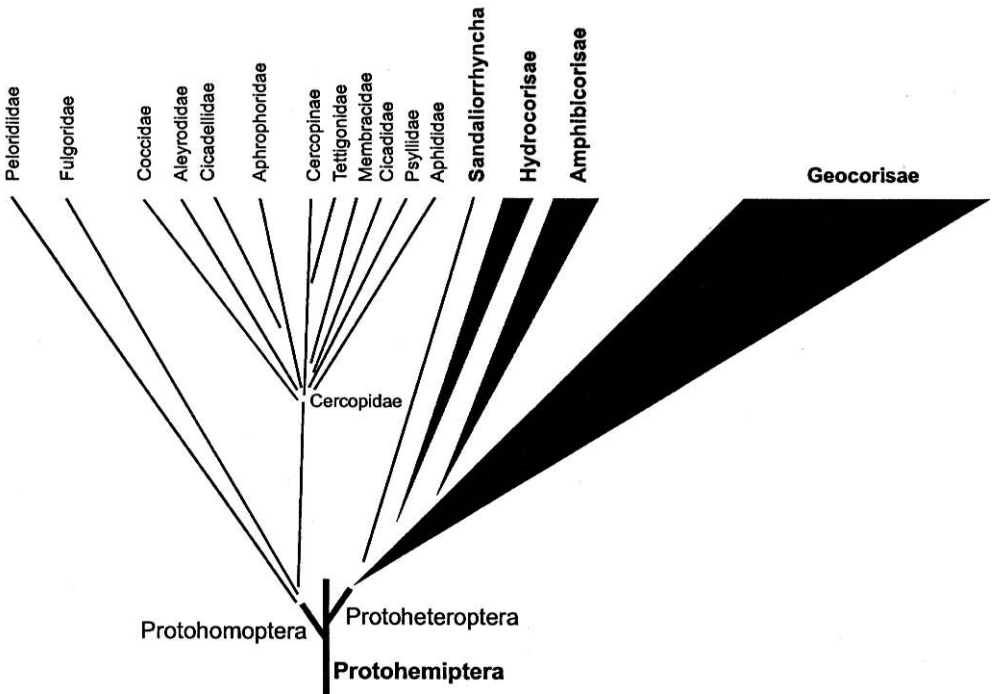 Peloridiidae
Fulgoridae
Coccidae
Aleyrodidae
Cicadellidae
Aphrophoridae
Cercopinae
Tettigonidae
Membracidae
Cicadidae
Psyllidae
Aphididae
Sandaliorrhyncha
Hydrocorisae
Amphibicorisae
Geocorisae
Cercopidae
Protoheteroptera
Protohomoptera
Protohemiptera